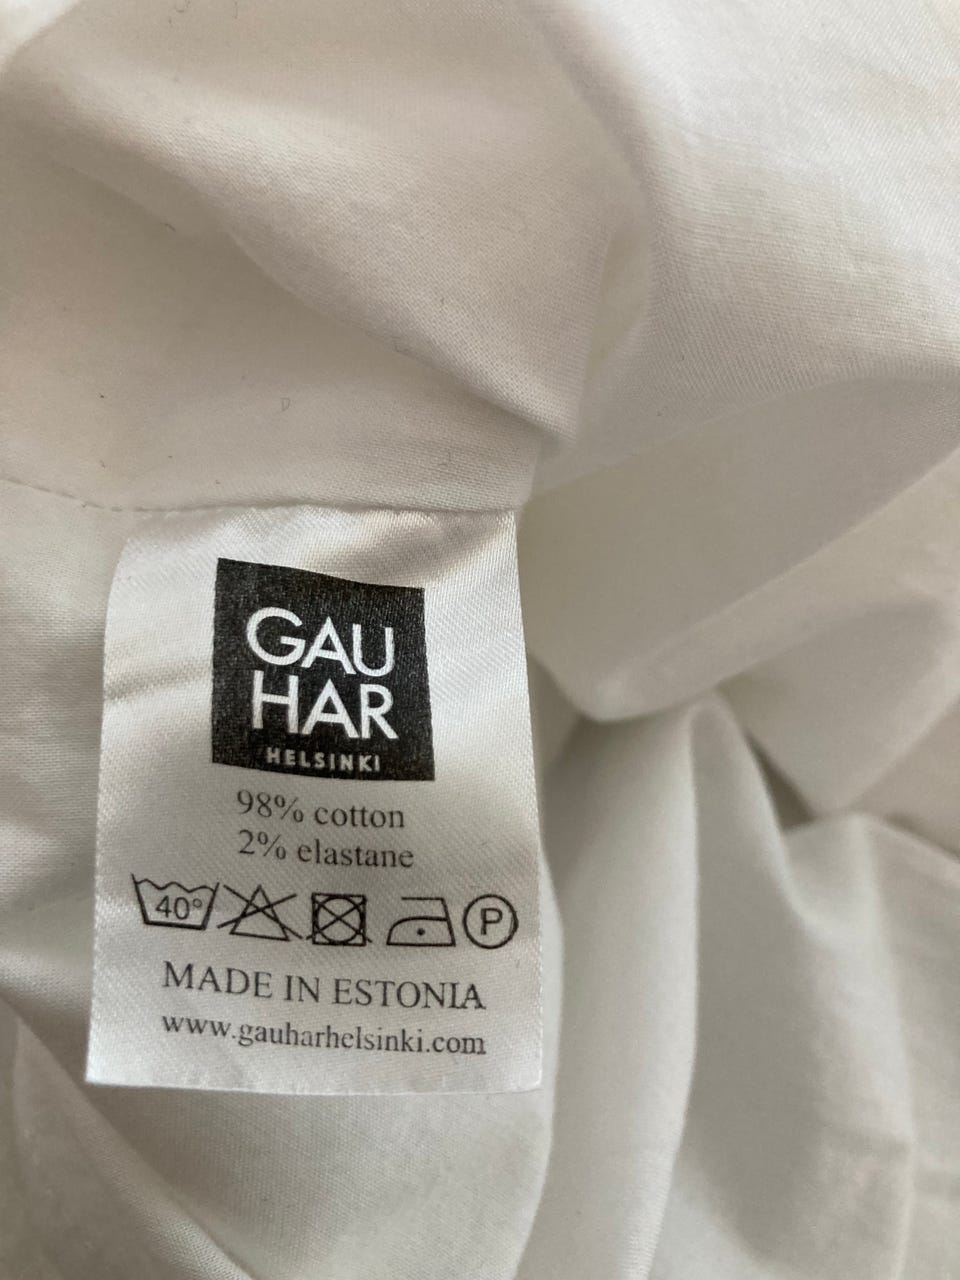 GAU
HAR
HELSINKI
98% cotton
2% elastane
40° P
MADE IN ESTONIA
www.gauharhelsinki.com